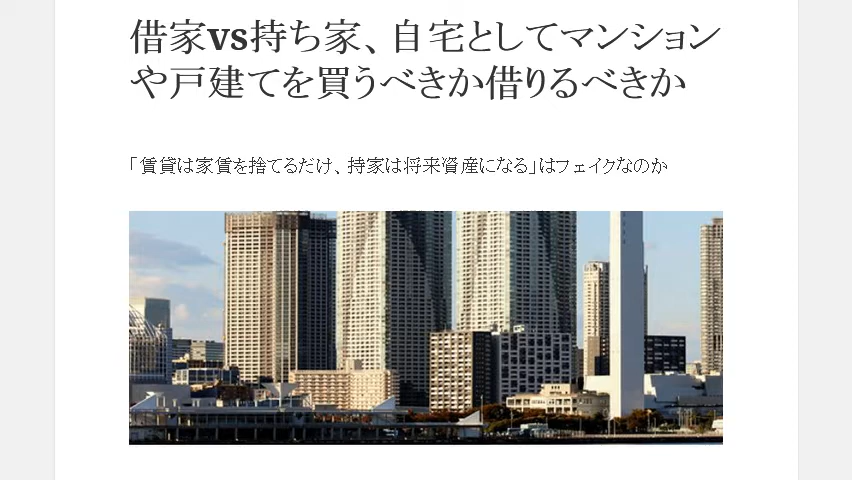 借家vs持ち家、自宅としてマンション
や戸建てを買うべきか借りるべきか
「賃貸は家賃を捨てるだけ、持家は将来資産になる」はフェイクなのか